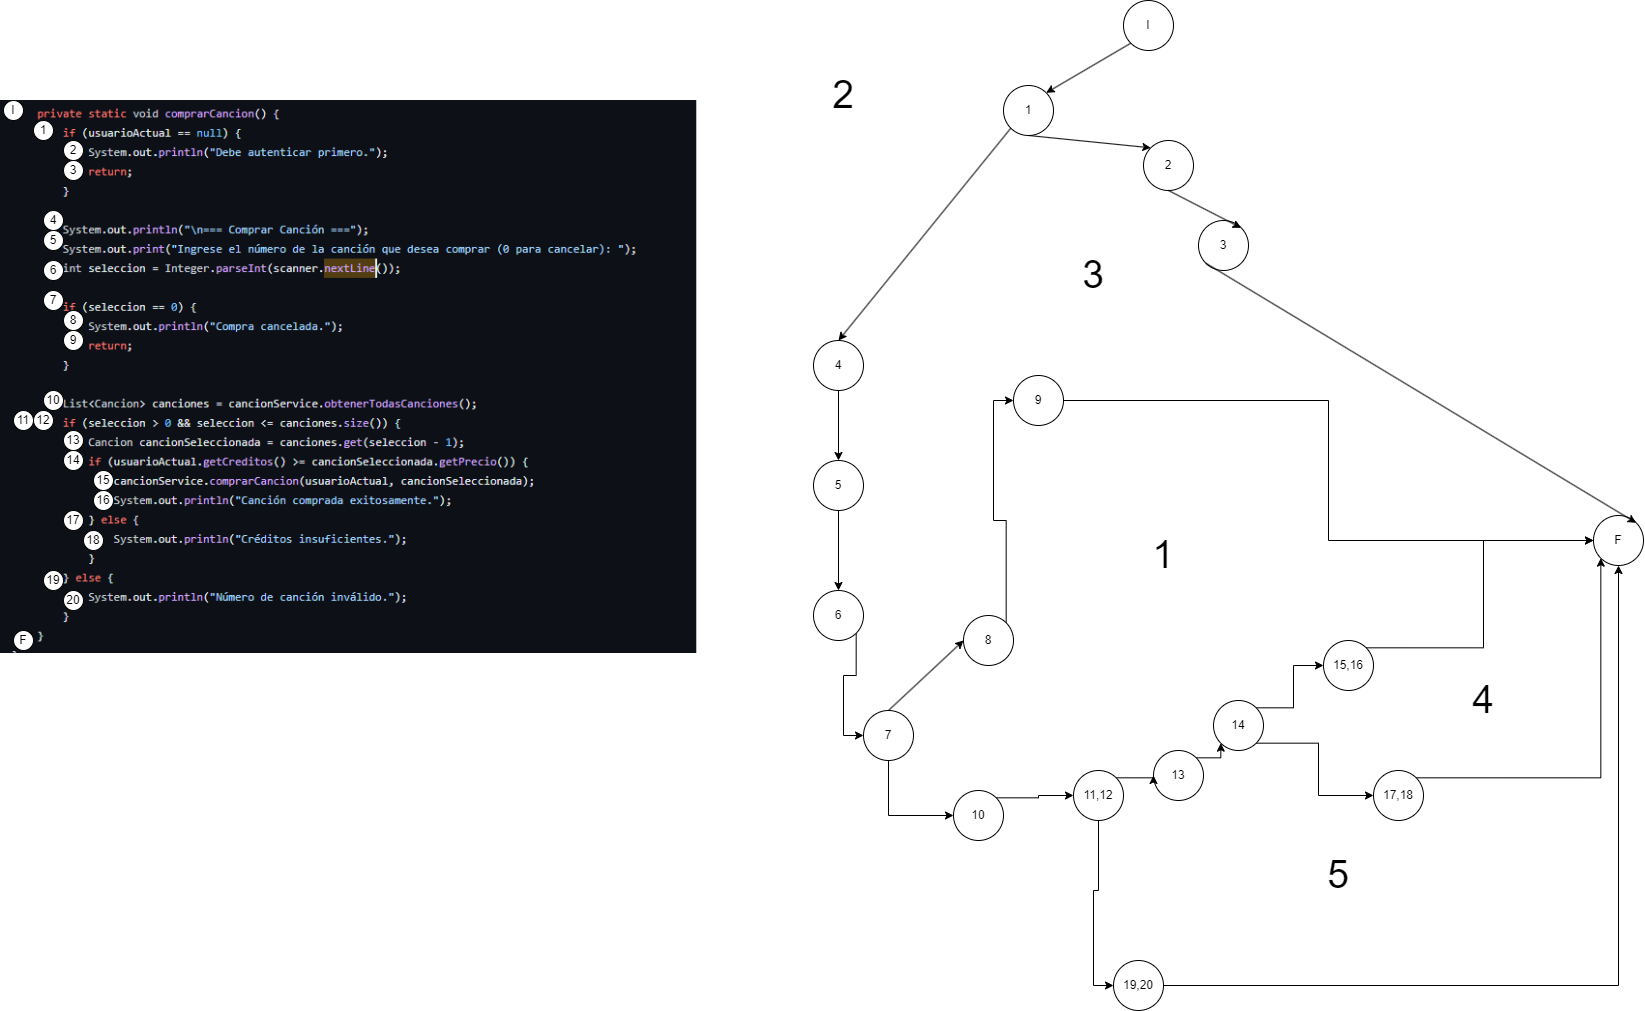 I private static void comprarCancion() {
1 if (usuarioActual == null) {
2 System.out.println("Debe autenticar primero.");
3 return;
}
4 System.out.println("\n=== Comprar Canción ===");
5 System.out.print("Ingrese el número de la canción que desea comprar (0 para cancelar): ");
6 int seleccion = Integer.parseInt(scanner.nextLine());
7 if (seleccion == 0) {
8 System.out.println("Compra cancelada.");
9 return;
}
10 List<Cancion> canciones = cancionService.obtenerTodasCanciones();
11 12 if (seleccion > 0 && seleccion <= canciones.size()) {
13 Cancion cancionSeleccionada = canciones.get(seleccion - 1);
14 if (usuarioActual.getCreditos() >= cancionSeleccionada.getPrecio()) {
15 cancionService.comprarCancion(usuarioActual, cancionSeleccionada);
16 System.out.println("Canción comprada exitosamente.");
17 } else {
18 System.out.println("Créditos insuficientes.");
}
19 } else {
20 System.out.println("Número de canción inválido.");
}
F }
I
2
1
2
3
3
4
9
5
1
F
6
8
15,16
4
14
7
13
11,12
17,18
10
5
19,20